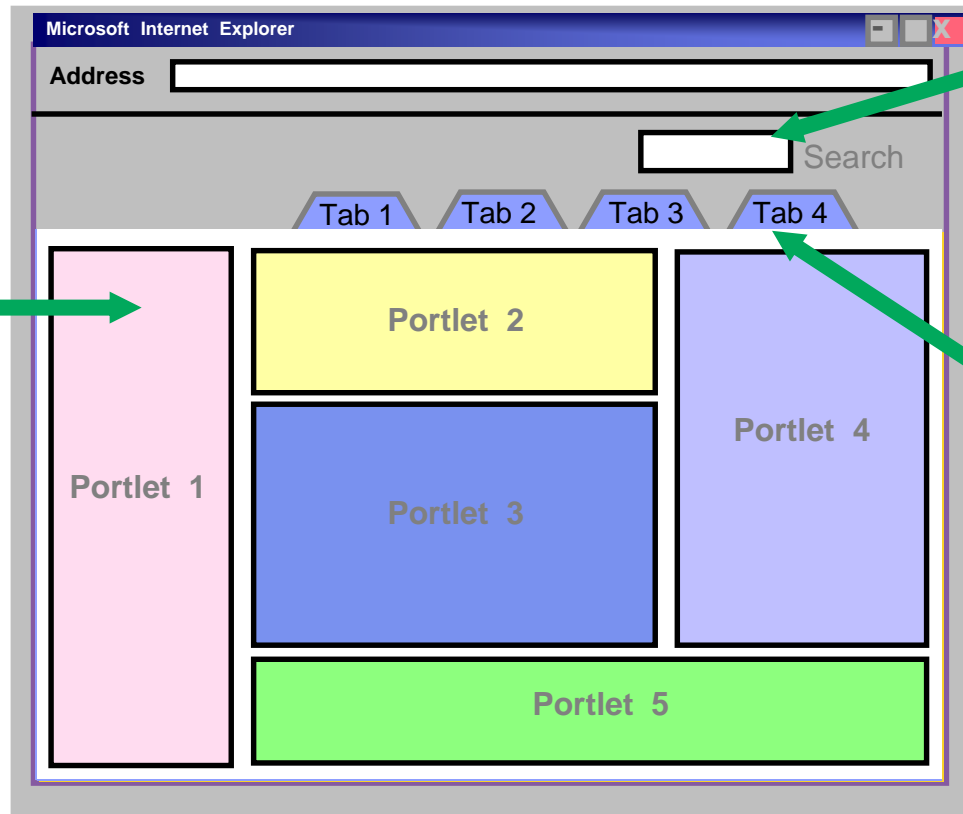 Microsoft Internet Explorer
- X
Address
Search
Tab 1 Tab 2 Tab 3 Tab 4
Portlet 2
Portlet 4
Portlet 1
Portlet 3
Portlet 5